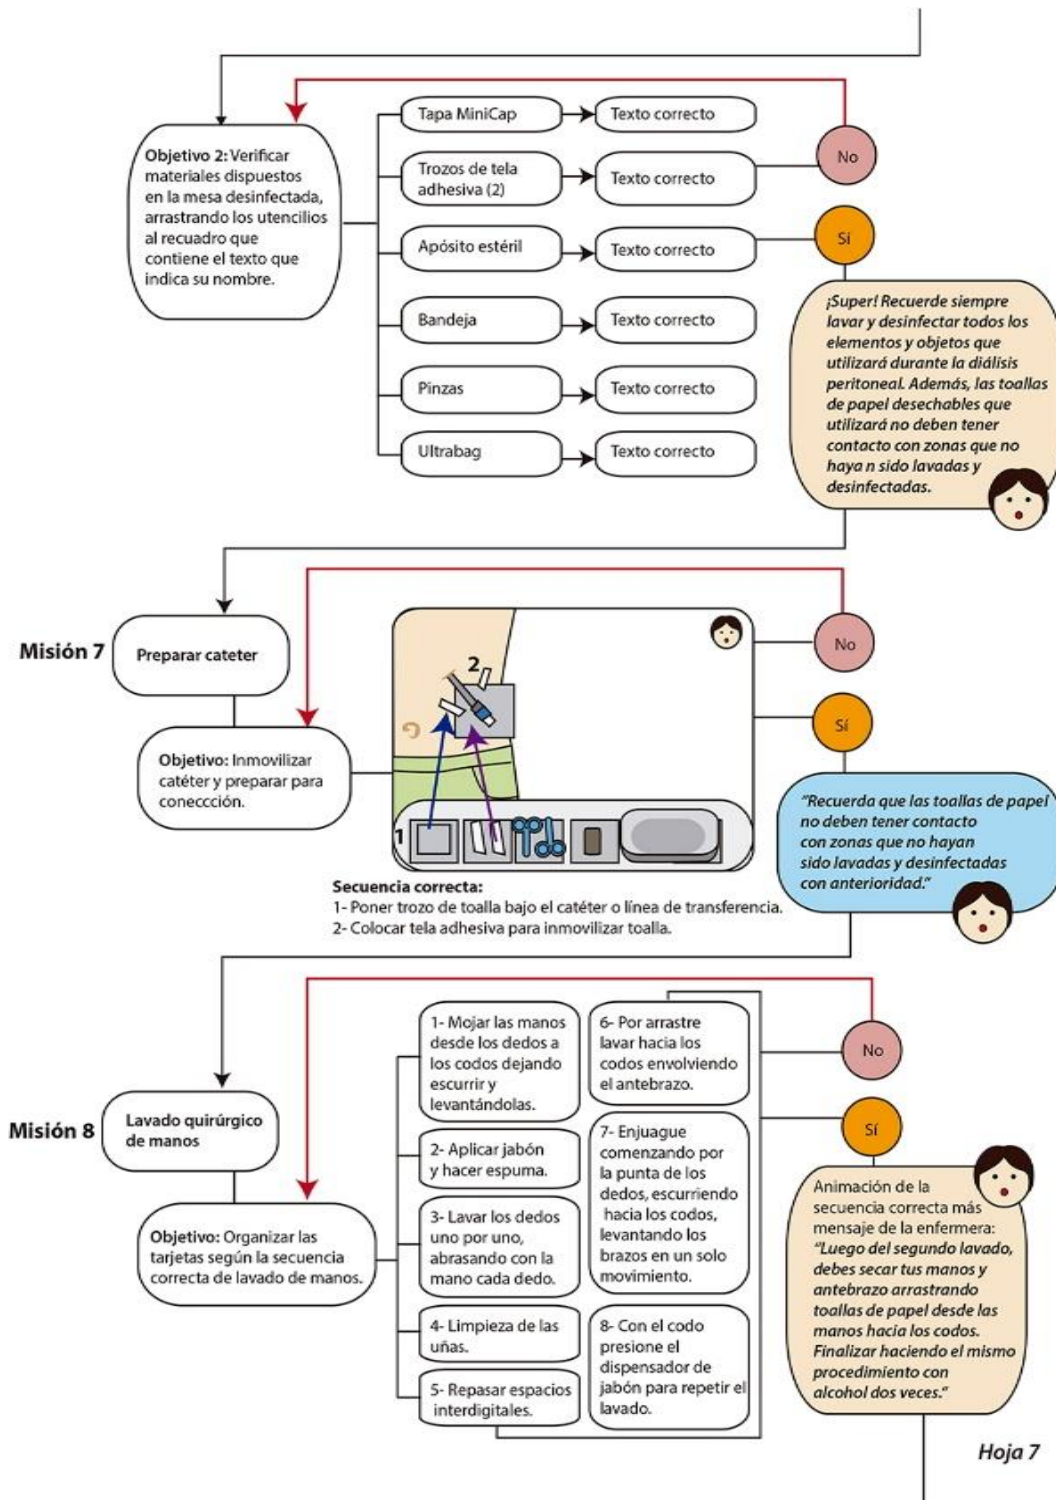 Objetivo 2: Verificar
materiales dispuestos
en la mesa desinfectada,
arrastrando los utencilios
al recuadro que
contiene el texto que
indica su nombre.
Tapa MiniCap
Texto correcto
Trozos de tela
adhesiva (2)
Texto correcto
Apósito estéril
Texto correcto
Bandeja
Texto correcto
Pinzas
Texto correcto
Ultrabag
Texto correcto
No
Sí
¡Super! Recuerde siempre
lavar y desinfectar todos los
elementos y objetos que
utilizará durante la diálisis
peritoneal. Además, las toallas
de papel desechables que
utilizará no deben tener
contacto con zonas que no
haya n sido lavadas y
desinfectadas.
Misión 7
Preparar cateter
Objetivo: Inmovilizar
catéter y preparar para
coneccción.
2
1
No
Sí
Secuencia correcta:
1- Poner trozo de toalla bajo el catéter o línea de transferencia.
2- Colocar tela adhesiva para inmovilizar toalla.
"Recuerda que las toallas de papel
no deben tener contacto
con zonas que no hayan
sido lavadas y desinfectadas
con anterioridad."
Misión 8
Lavado quirúrgico
de manos
Objetivo: Organizar las
tarjetas según la secuencia
correcta de lavado de manos.
1- Mojar las manos
desde los dedos a
los codos dejando
escurrir y
levantándolas.
2- Aplicar jabón
y hacer espuma.
3- Lavar los dedos
uno por uno,
abrasando con la
mano cada dedo.
4- Limpieza de las
uñas.
5- Repasar espacios
interdigitales.
6- Por arrastre
lavar hacia los
codos envolviendo
el antebrazo.
7- Enjuague
comenzando por
la punta de los
dedos, escurriendo
hacia los codos,
levantando los
brazos en un solo
movimiento.
8- Con el codo
presione el
dispensador de
jabón para repetir el
lavado.
No
Sí
Animación de la
secuencia correcta más
mensaje de la enfermera:
"Luego del segundo lavado,
debes secar tus manos y
antebrazo arrastrando
toallas de papel desde las
manos hacia los codos.
Finalizar haciendo el mismo
procedimiento con
alcohol dos veces."
Hoja 7